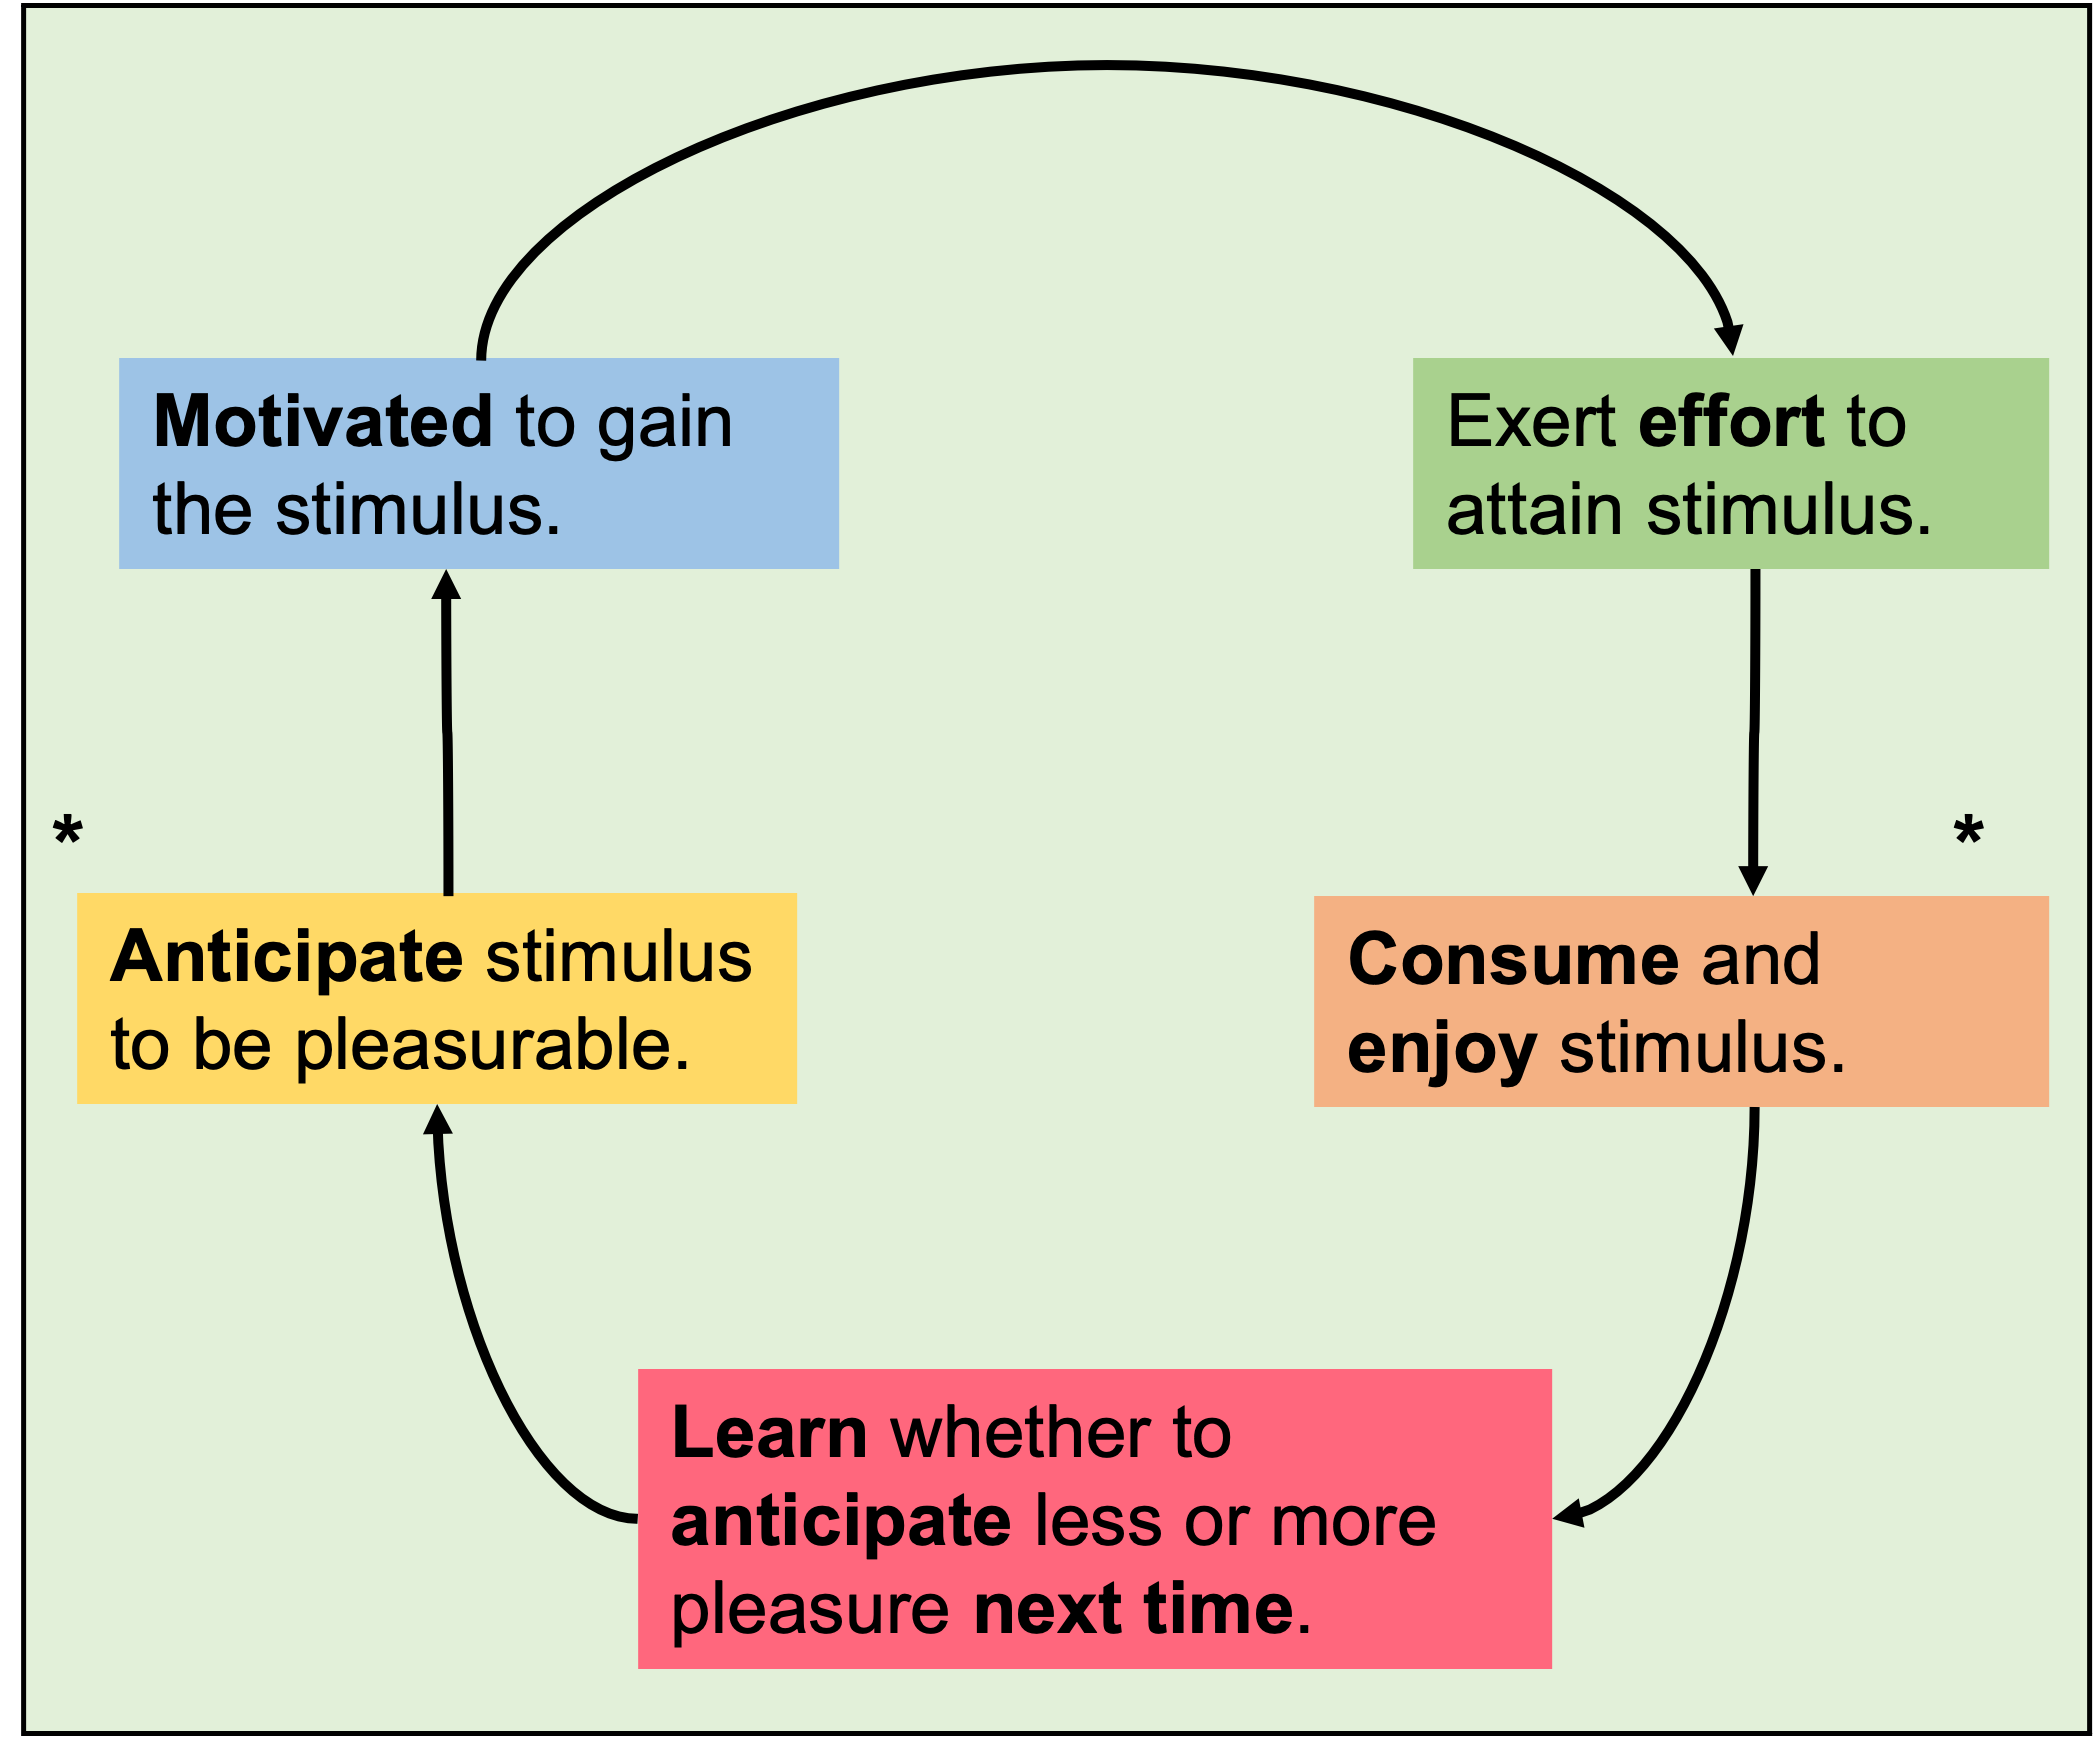 Motivated to gain
the stimulus.
Exert effort to
attain stimulus.
*
*
Anticipate stimulus
to be pleasurable.
Consume and
enjoy stimulus.
Learn whether to
anticipate less or more
pleasure next time.